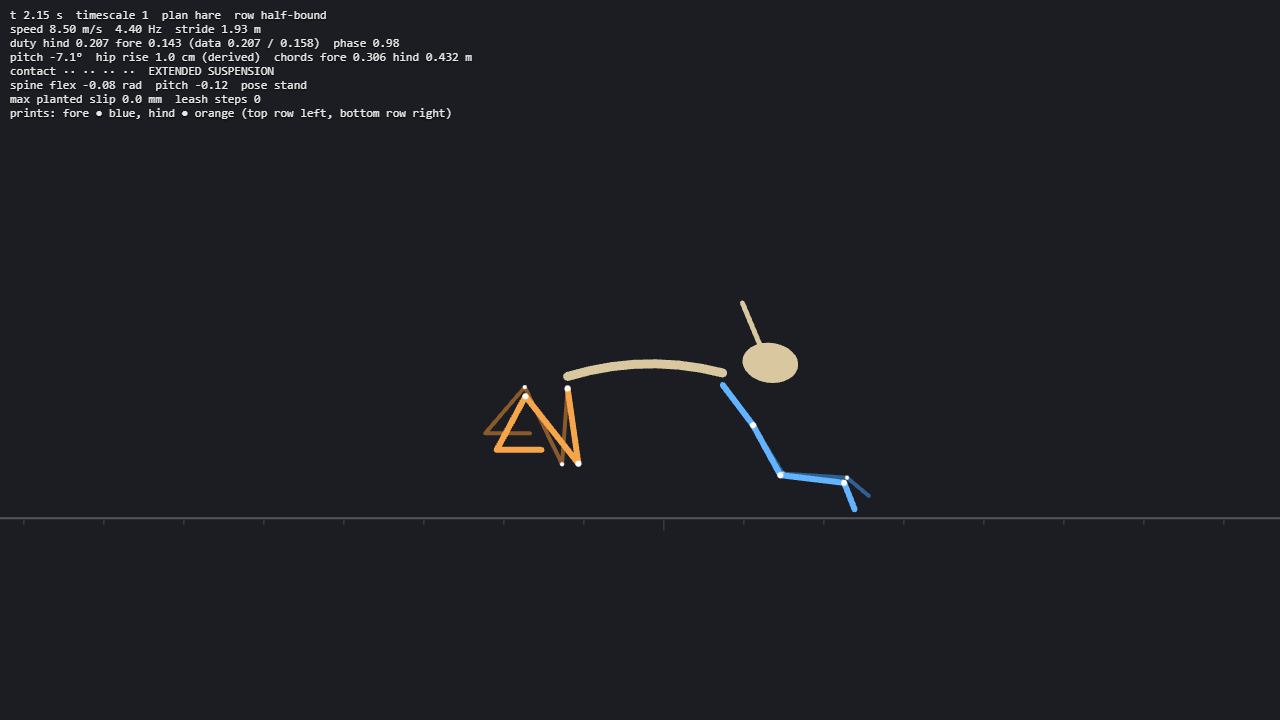 t 2.15 s  timescale 1  plan hare  row half-bound
speed 8.50 m/s  4.40 Hz  stride 1.93 m
duty hind 0.207 fore 0.143 (data 0.207 / 0.158)  phase 0.98
pitch -7.1°  hip rise 1.0 cm (derived)  chords fore 0.306 hind 0.432 m
contact ·· ·· ·· ··  EXTENDED SUSPENSION
spine flex -0.08 rad  pitch -0.12  pose stand
max planted slip 0.0 mm  leash steps 0
prints: fore ● blue, hind ● orange (top row left, bottom row right)